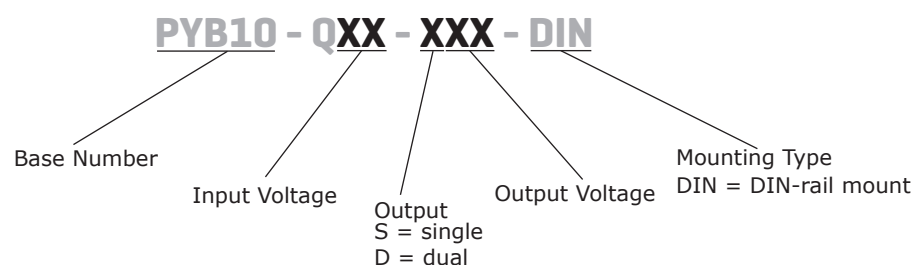 PYB10 - QXX - XXX - DIN
Base Number
Input Voltage
Output
S = single
D = dual
Output Voltage
Mounting Type
DIN = DIN-rail mount